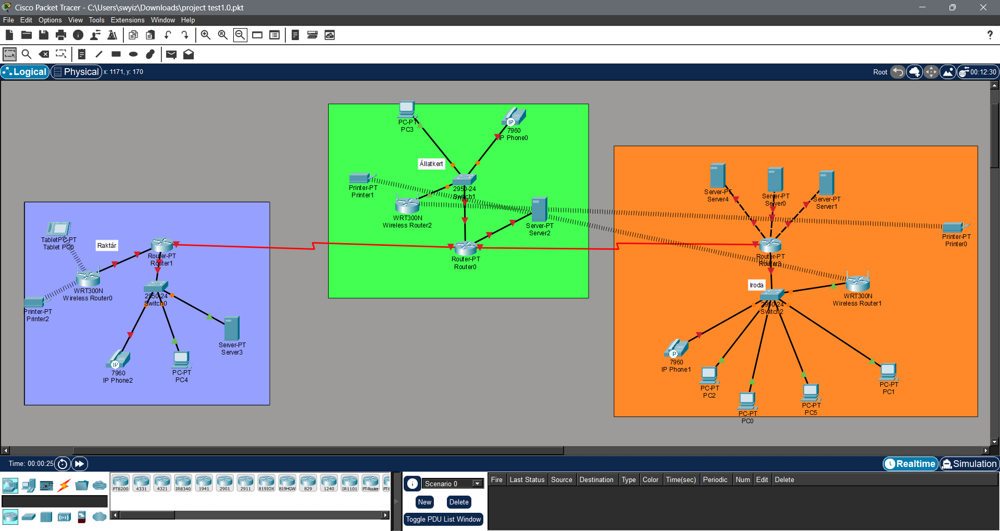 Cisco Packet Tracer - C:\Users\swyiz\Downloads\project test1.0.pkt
File Edit Options View Tools Extensions Window Help
Logical Physical x: 1171, y: 170 Root 00:12:30
PC-PT
PC3
IP
7960
IP Phone0
Állatkert
Printer-PT
Printer1
2950-24
Switch1
WRT300N
Wireless Router2
Server-PT
Server2
Router-PT
Router0
TabletPC-PT
Tablet PC0
Raktár
Router-PT
Router1
WRT300N
Wireless Router0
Printer-PT
Printer2
2950-24
Switch0
Server-PT
Server3
IP
7960
IP Phone2
PC-PT
PC4
Server-PT
Server4
Server-PT
Server0
Server-PT
Server1
Printer-PT
Printer0
Router-PT
Iroda
2950-24
Switch2
WRT300N
Wireless Router1
IP
7960
IP Phone1
PC-PT
PC2
PC-PT
PC0
PC-PT
PC5
PC-PT
PC1
Time: 00:00:25 Realtime Simulation
PT8200 4331 4321 IR8340 1941 2901 2911 819IOX 819HGW 829 1240 IR1101 PT-Router
Scenario 0
New Delete
Toggle PDU List Window
Fire Last Status Source Destination Type Color Time(sec) Periodic Num Edit Delete